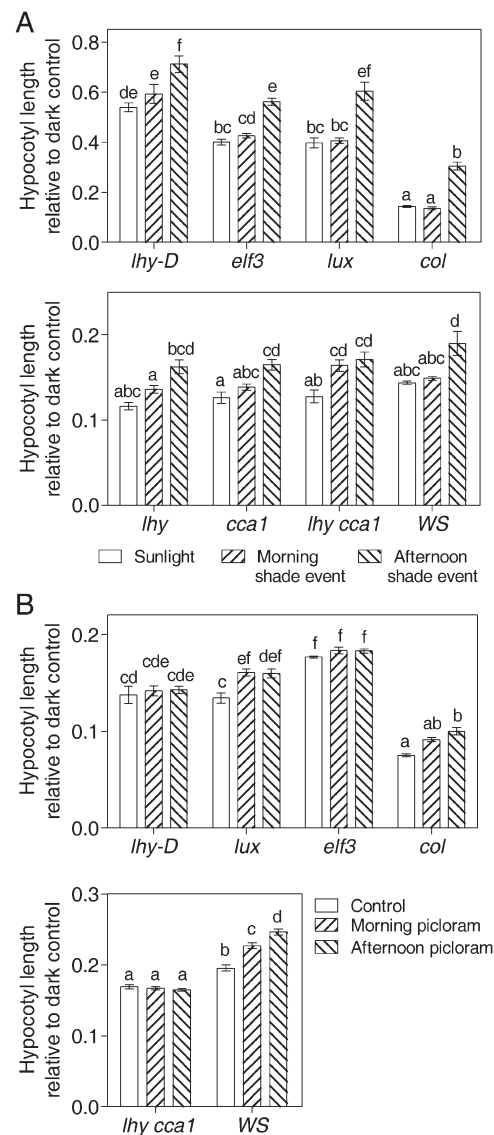 A
Hypocotyl length
relative to dark control
0.8
0.6
0.4
0.2
0.0
de e f
bc cd e
bc bc ef
a a b
lhy-D elf3 lux col
Hypocotyl length
relative to dark control
0.2
0.1
0.0
abc a bcd
a abc cd
ab cd cd
abc abc d
lhy cca1 lhy cca1 WS
Sunlight Morning Afternoon
shade event shade event
B
Hypocotyl length
relative to dark control
0.2
0.1
0.0
cd cde cde
c ef def
f f f
a ab b
lhy-D lux elf3 col
Hypocotyl length
relative to dark control
0.3
0.2
0.1
0.0
a a a
b c d
lhy cca1 WS
Control
Morning picloram
Afternoon picloram